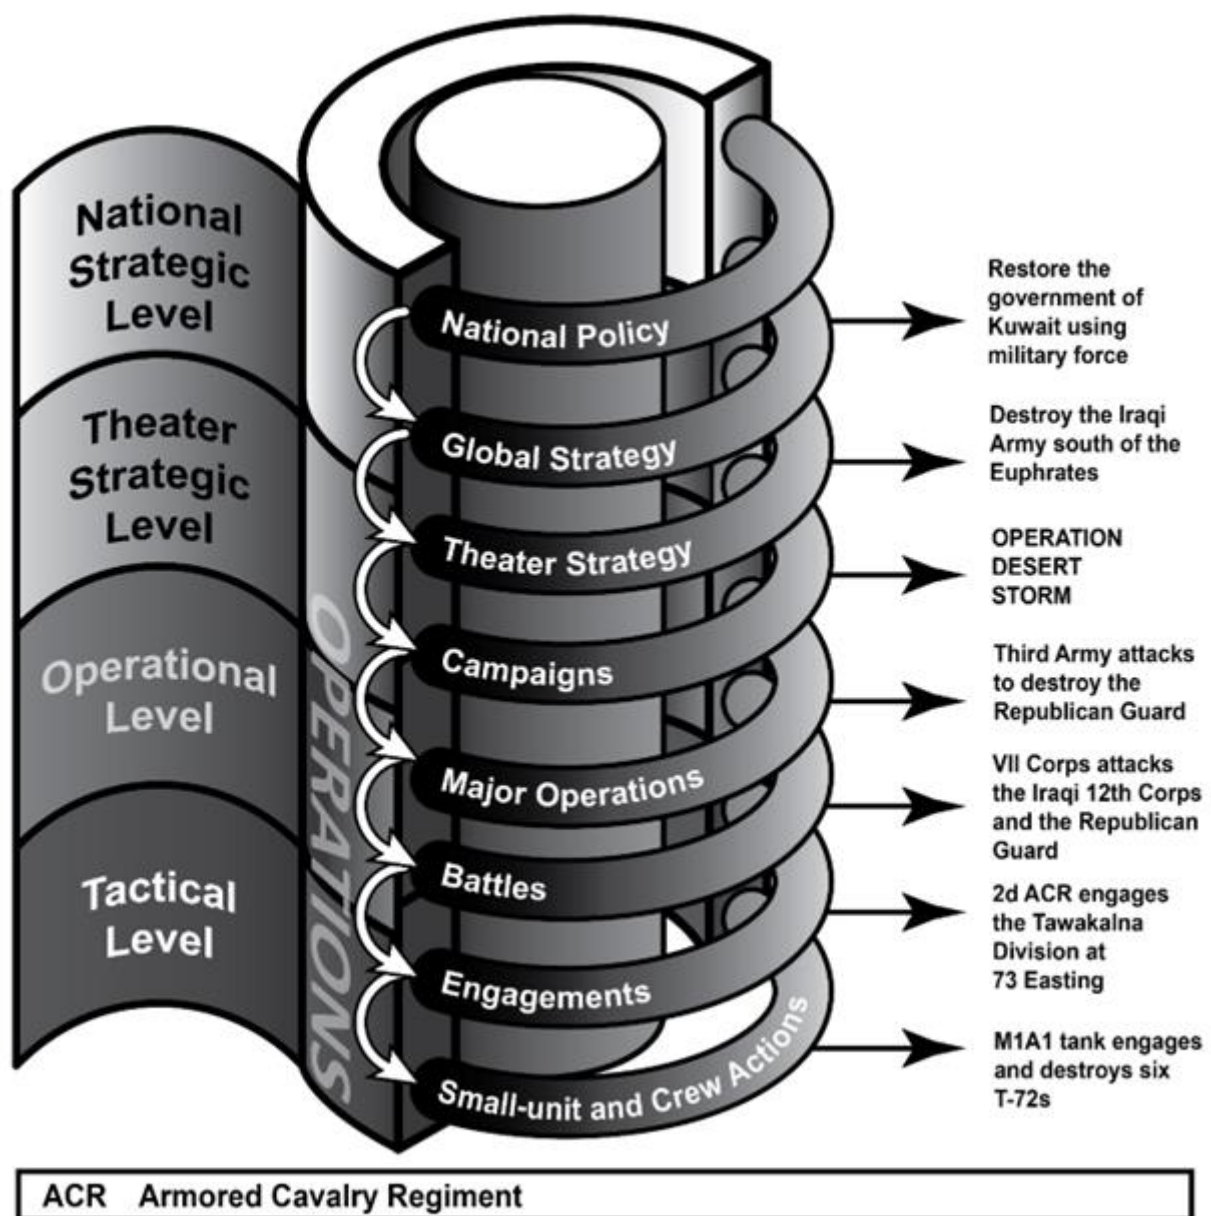 National
Strategic
Level
Theater
Strategic
Level
Operational
Level
Tactical
Level
OPERATIONS
National Policy
Global Strategy
Theater Strategy
Campaigns
Major Operations
Battles
Engagements
Small-unit and Crew Actions
Restore the
government of
Kuwait using
military force
Destroy the Iraqi
Army south of the
Euphrates
OPERATION
DESERT
STORM
Third Army attacks
to destroy the
Republican Guard
VII Corps attacks
the Iraqi 12th Corps
and the Republican
Guard
2d ACR engages
the Tawakalna
Division at
73 Easting
M1A1 tank engages
and destroys six
T-72s
ACR Armored Cavalry Regiment